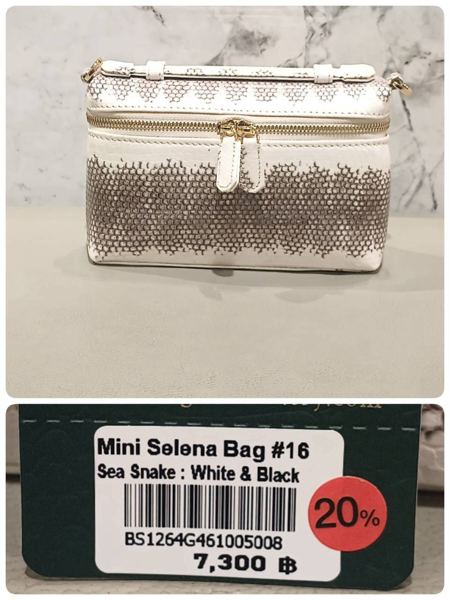 Mini Selena Bag #16
Sea Snake : White & Black
BS1264G461005008
7,300 ฿
20%